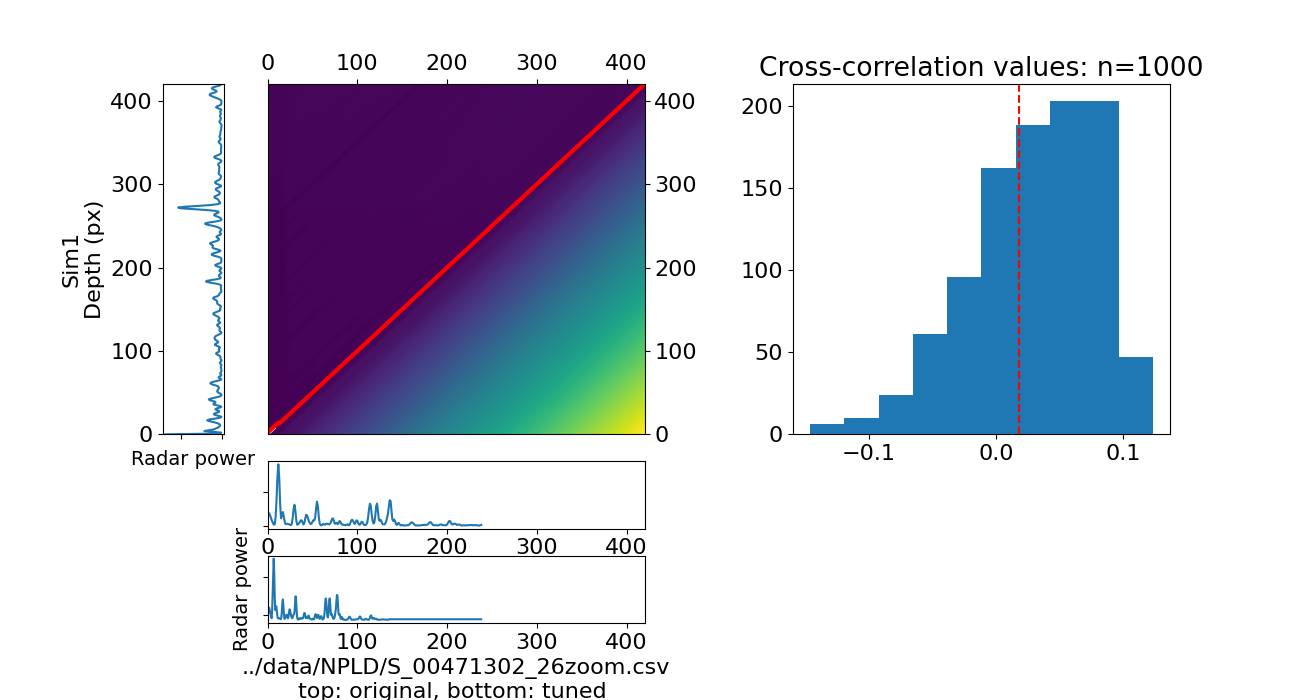 0 100 200 300 400
Cross-correlation values: n=1000
400
300
200
100
0
Sim1
Depth (px)
Radar power
400
300
200
100
0
200
150
100
50
0
−0.1 0.0 0.1
0 100 200 300 400
Radar power
0 100 200 300 400
../data/NPLD/S_00471302_26zoom.csv
top: original, bottom: tuned